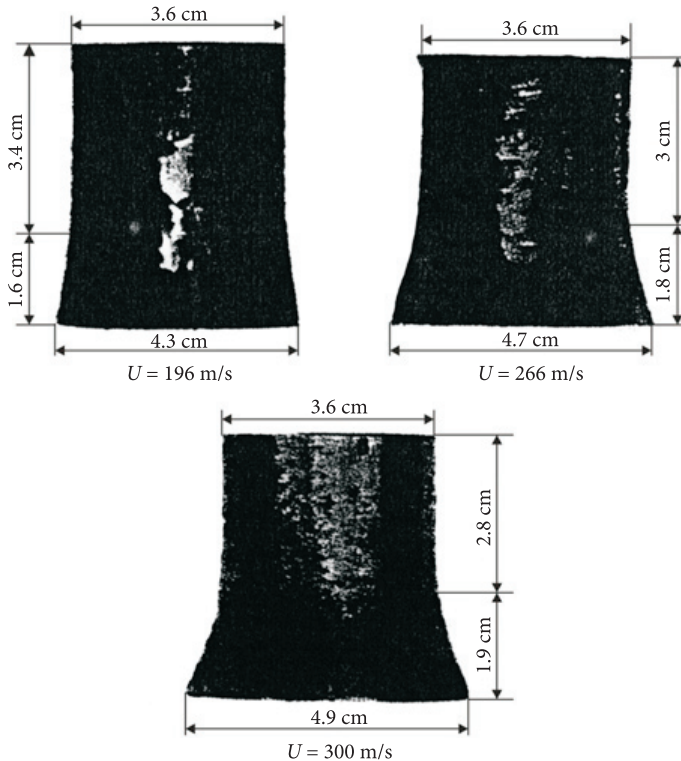 3.6 cm
3.4 cm
1.6 cm
4.3 cm
U = 196 m/s
3.6 cm
3 cm
1.8 cm
4.7 cm
U = 266 m/s
3.6 cm
2.8 cm
1.9 cm
4.9 cm
U = 300 m/s